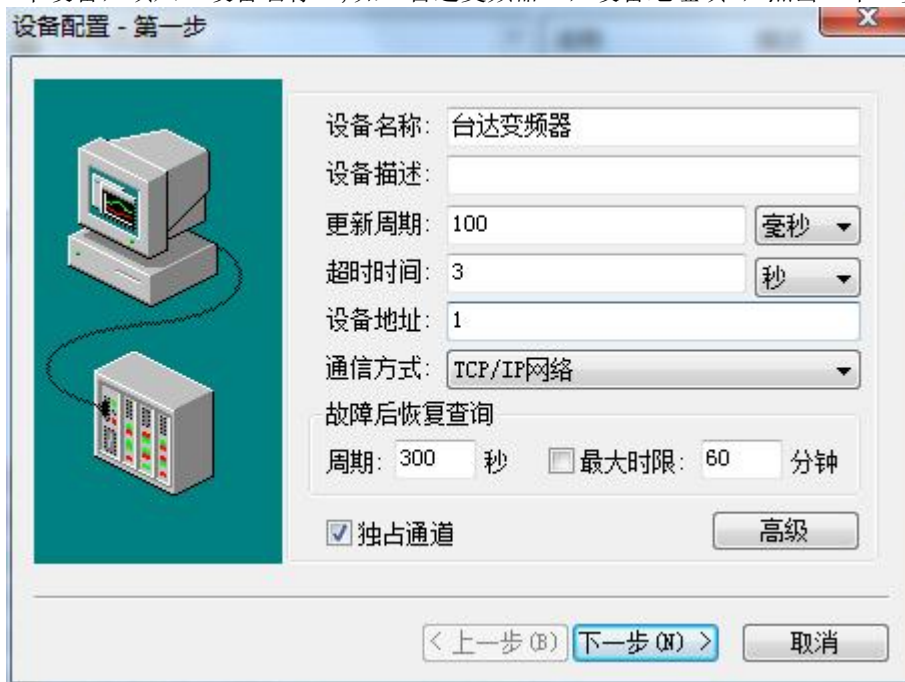 设备配置 - 第一步
设备名称: 台达变频器
设备描述:
更新周期: 100 毫秒
超时时间: 3 秒
设备地址: 1
通信方式: TCP/IP网络
故障后恢复查询
周期: 300 秒 最大时限: 60 分钟
独占通道 高级
< 上一步(B) 下一步(N) > 取消